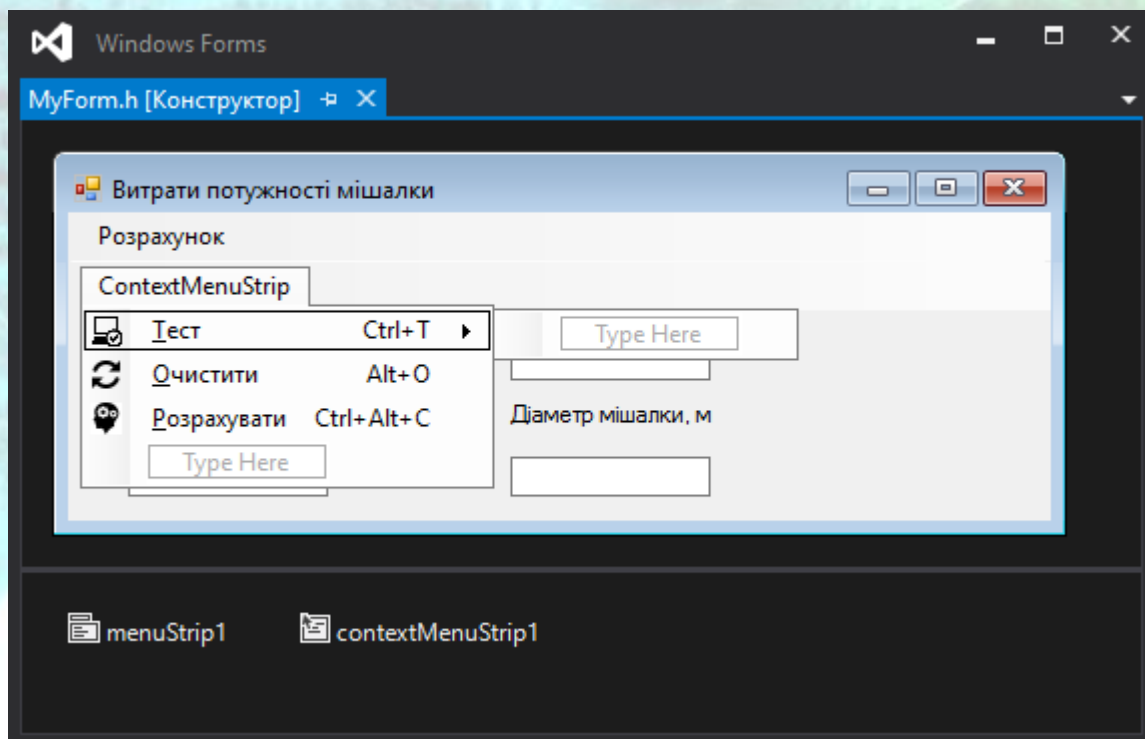 Windows Forms
MyForm.h [Конструктор]
Витрати потужності мішалки
Розрахунок
ContextMenuStrip
Тест Ctrl+T Type Here
Очистити Alt+O
Розрахувати Ctrl+Alt+C Діаметр мішалки, м
Type Here
menuStrip1 contextMenuStrip1